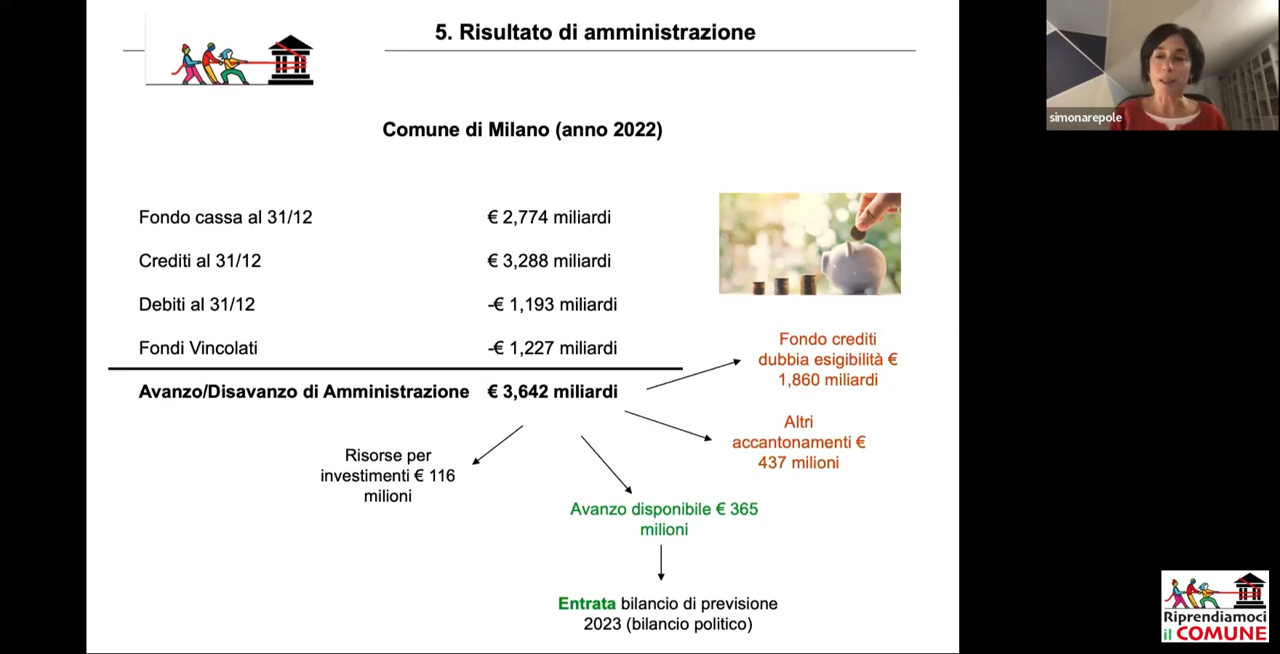 5. Risultato di amministrazione
Comune di Milano (anno 2022)
simonarepole
Fondo cassa al 31/12 € 2,774 miliardi
Crediti al 31/12 € 3,288 miliardi
Debiti al 31/12 -€ 1,193 miliardi
Fondi Vincolati -€ 1,227 miliardi
Avanzo/Disavanzo di Amministrazione € 3,642 miliardi
Fondo crediti
dubbia esigibilità €
1,860 miliardi
Altri
accantonamenti €
437 milioni
Risorse per
investimenti € 116
milioni
Avanzo disponibile € 365
milioni
Entrata bilancio di previsione
2023 (bilancio politico)
Riprendiamoci
il COMUNE